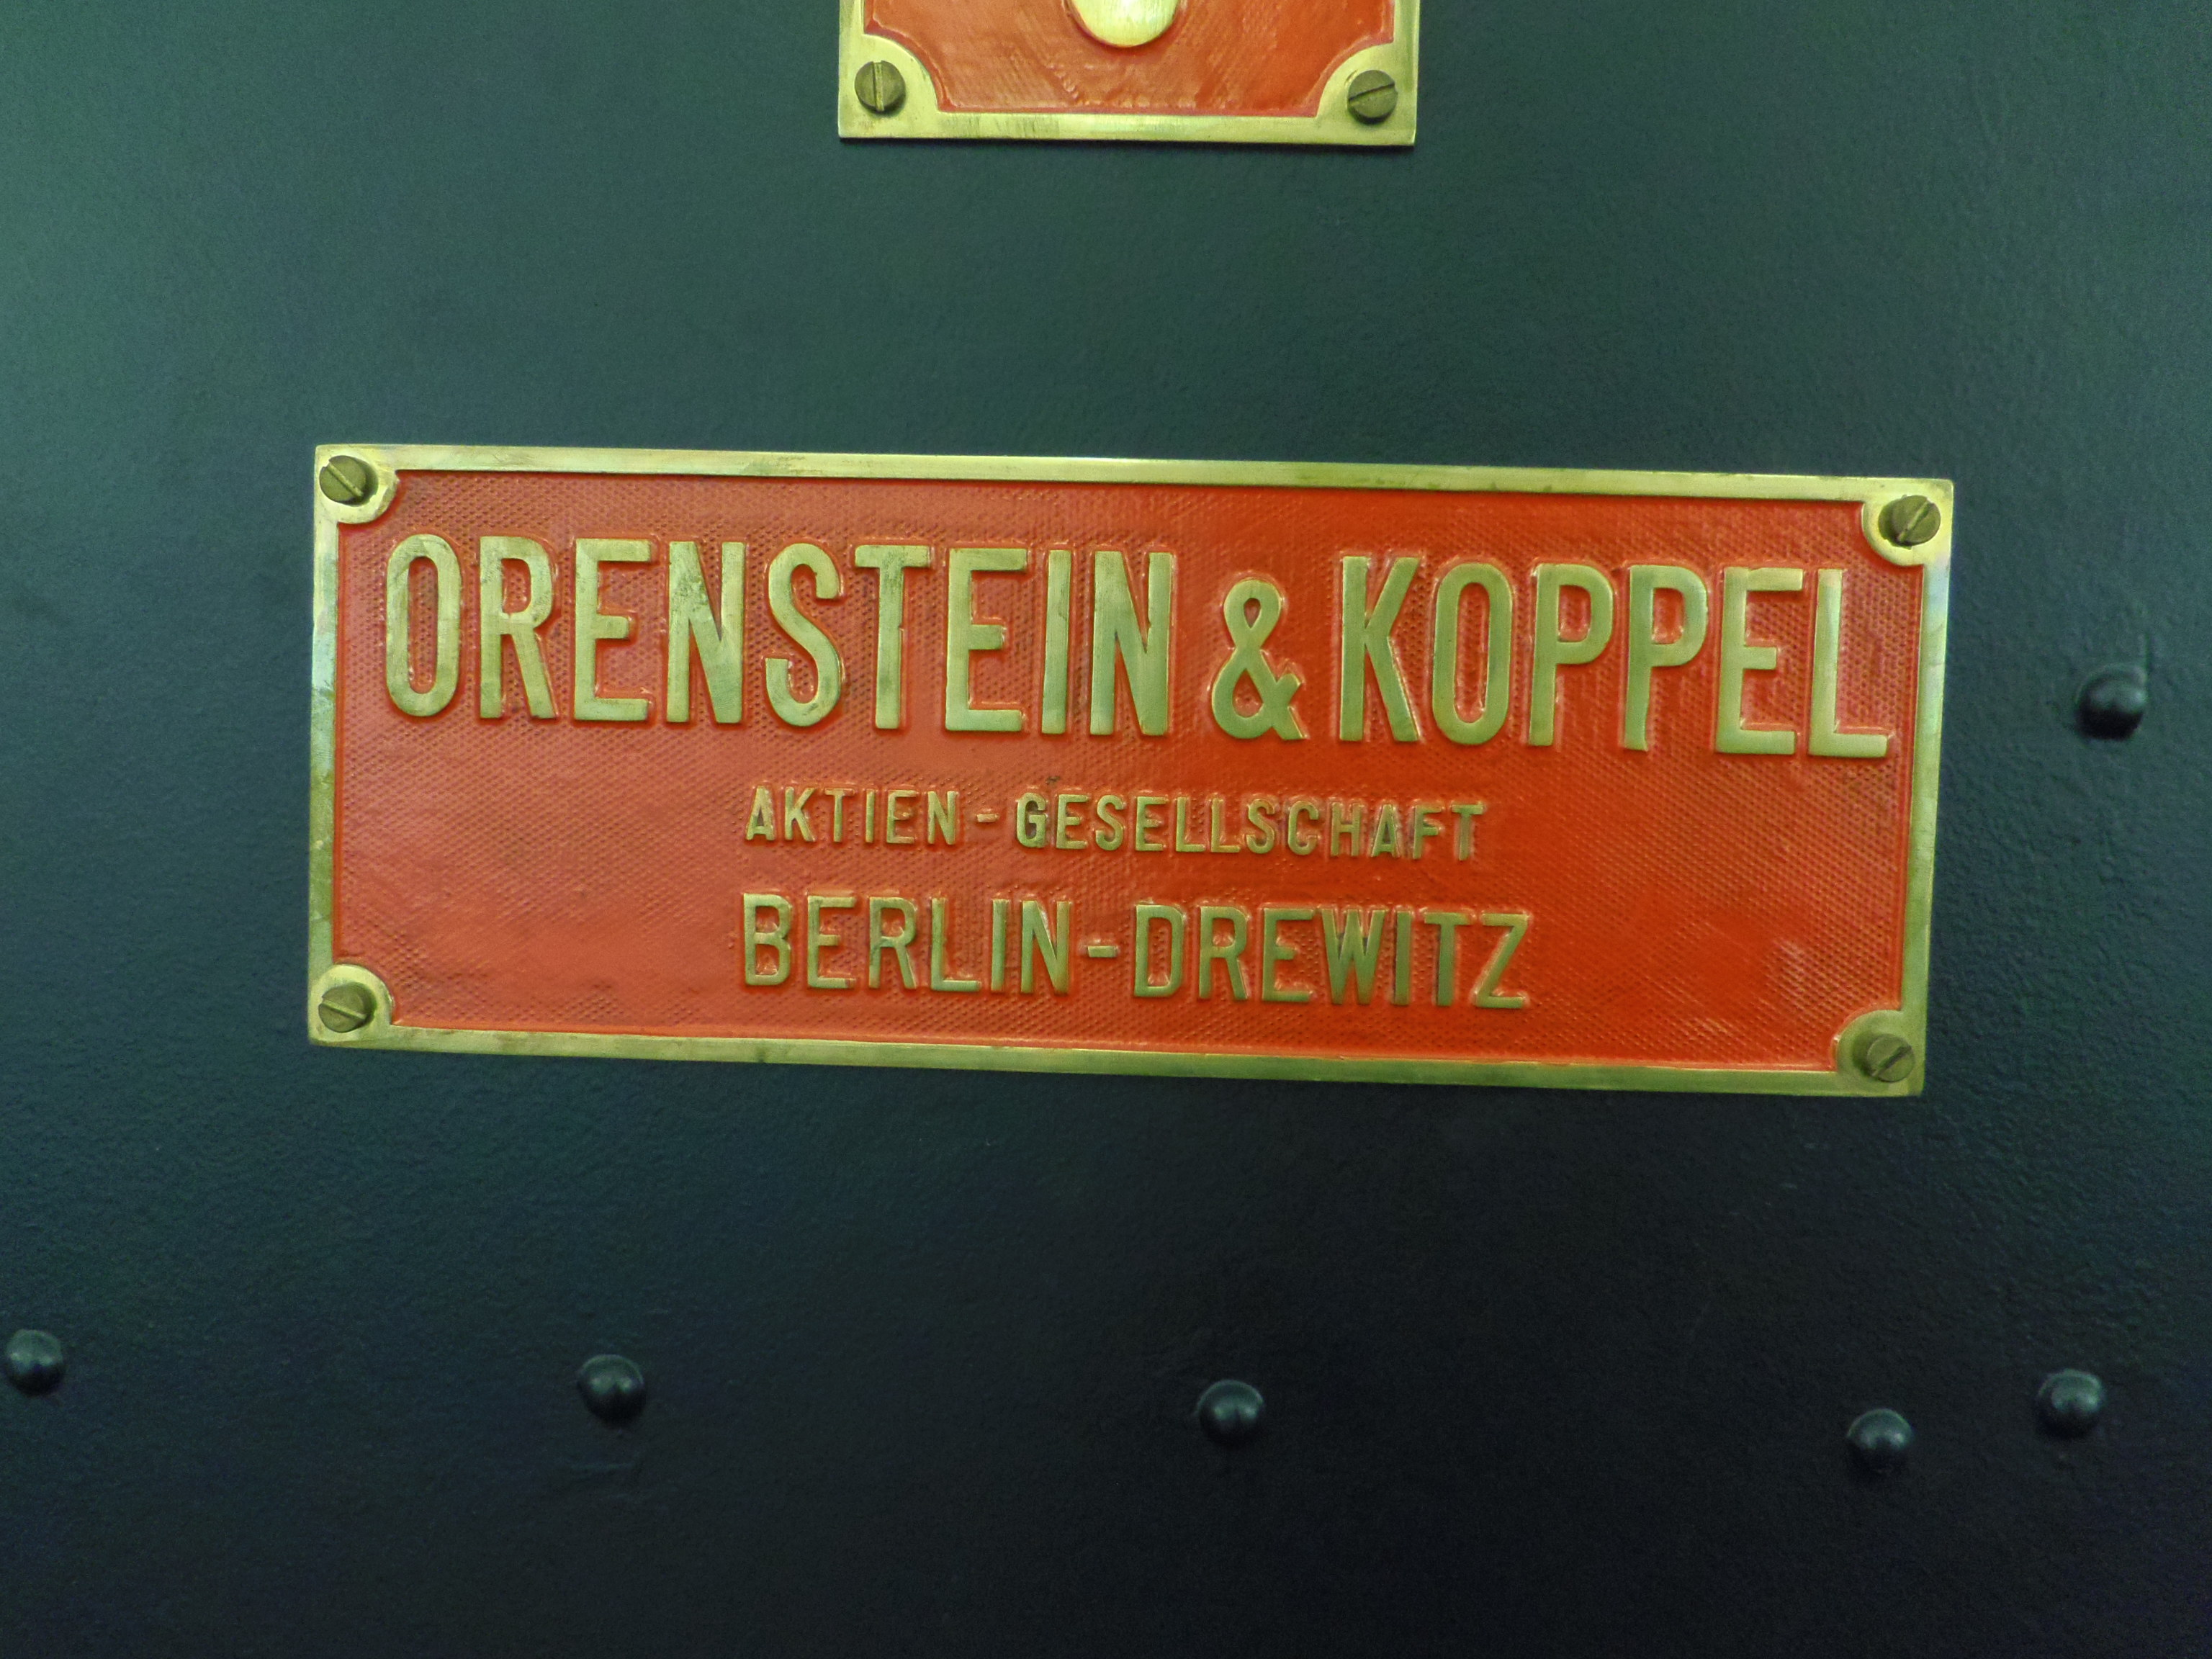 ORENSTEIN & KOPPEL
AKTIEN-GESELLSCHAFT
BERLIN-DREWITZ